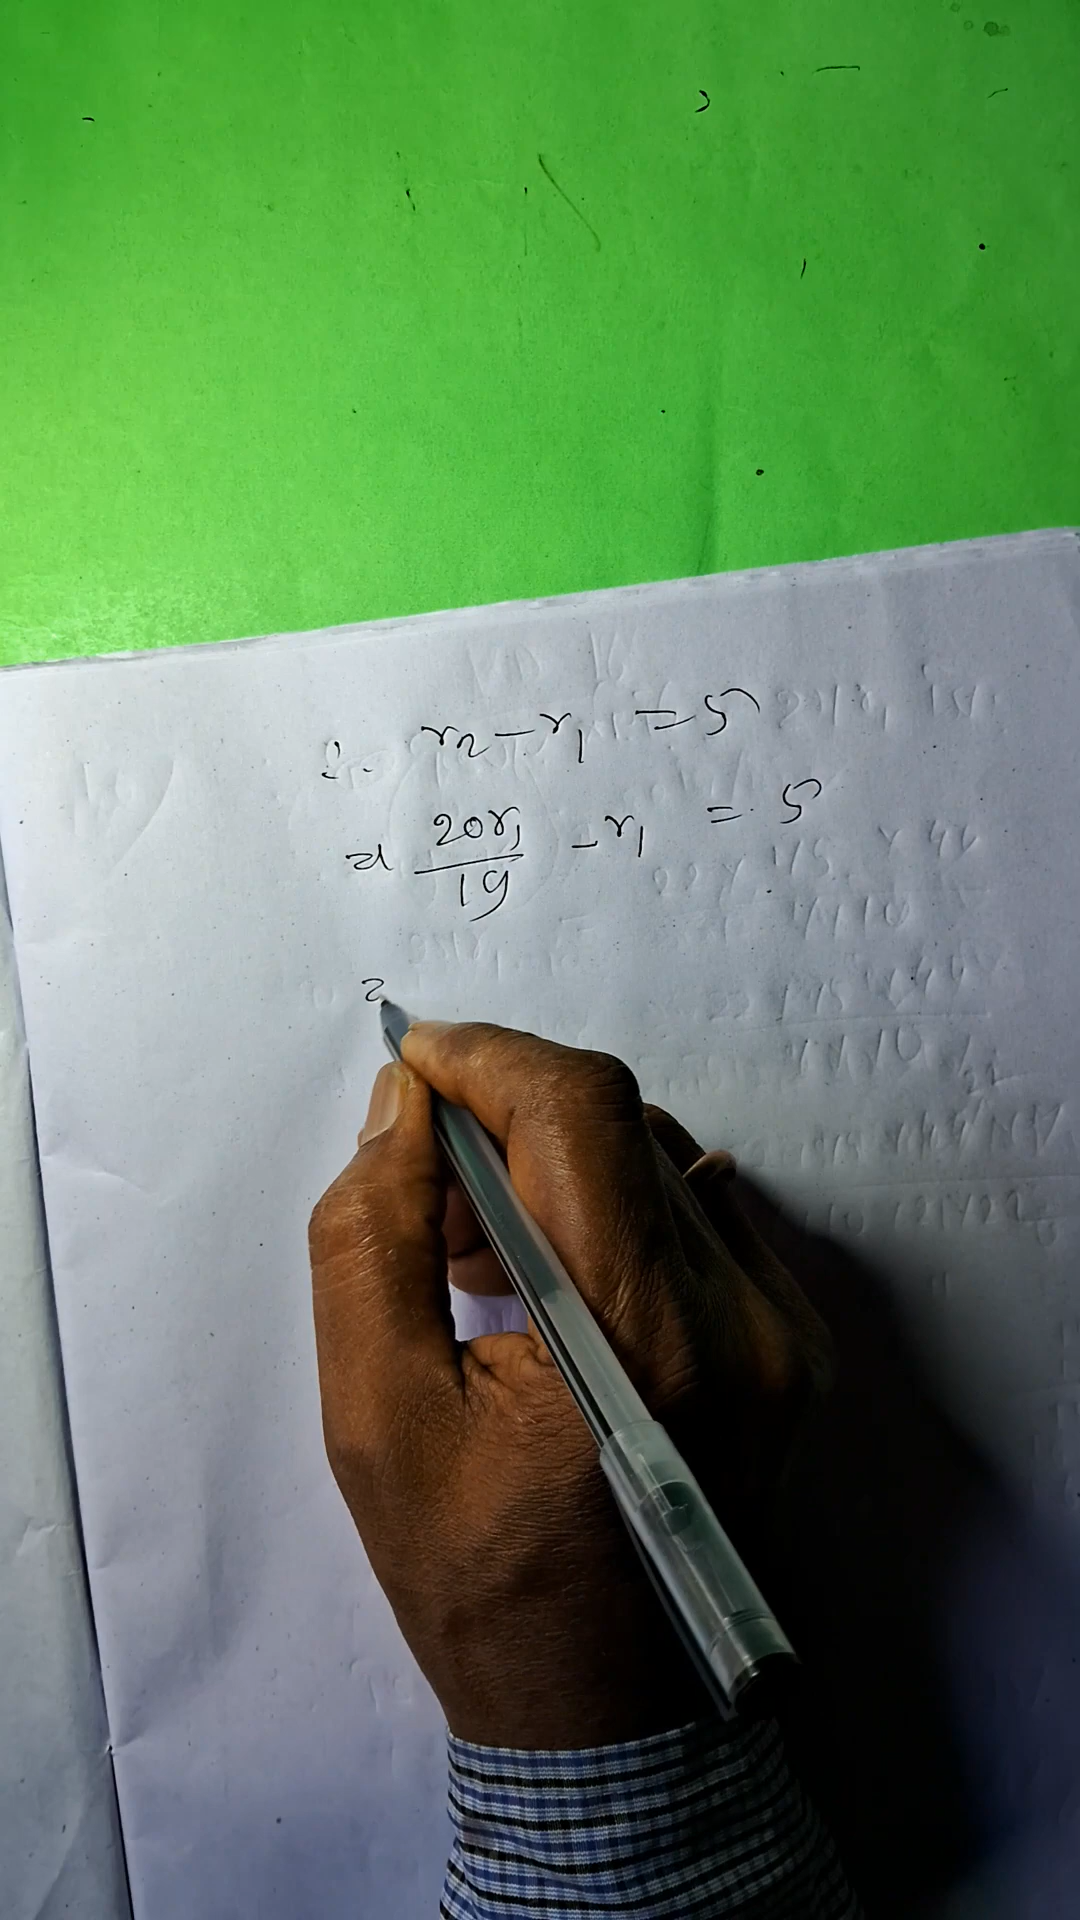 ∴ r2 - r1 = 5
⇒ 20r1/19 - r1 = 5